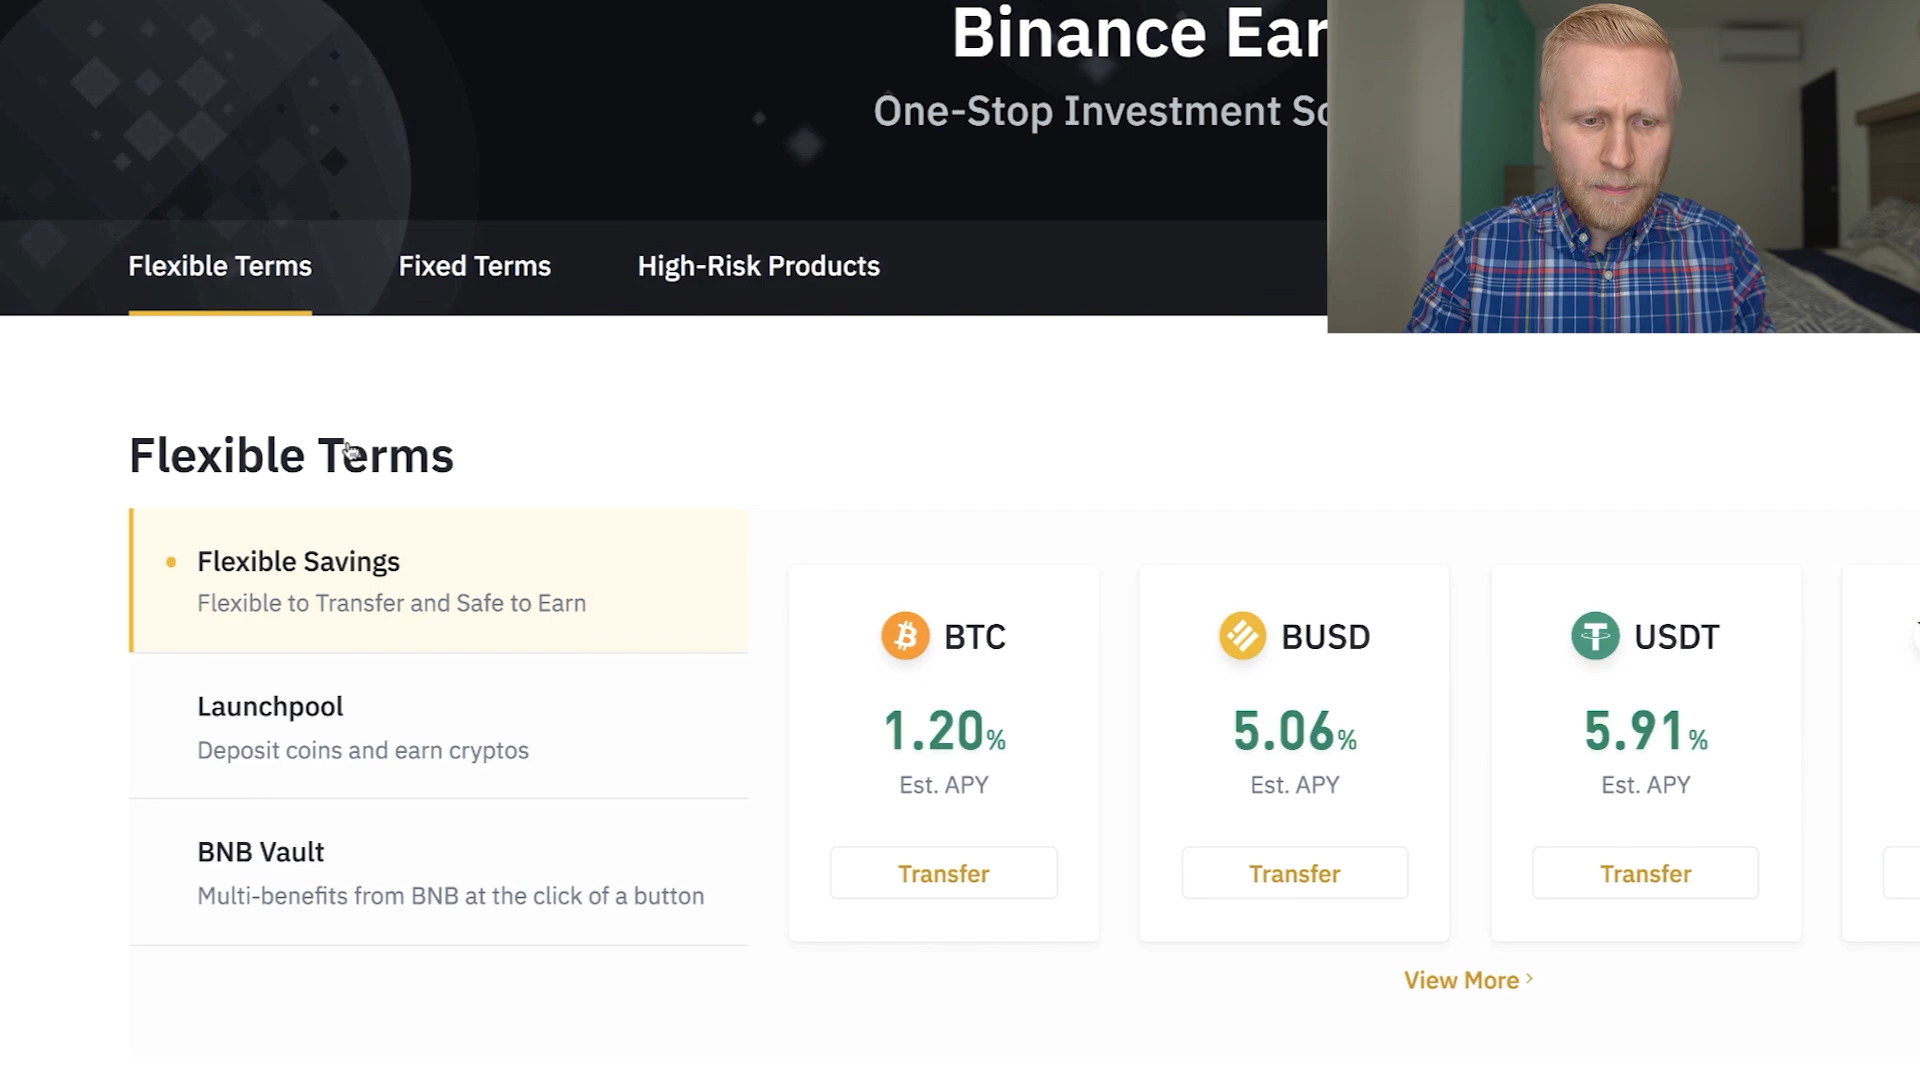 Binance Ear
One-Stop Investment So
Flexible Terms
Fixed Terms
High-Risk Products
Flexible Terms
Flexible Savings
Flexible to Transfer and Safe to Earn
Launchpool
Deposit coins and earn cryptos
BNB Vault
Multi-benefits from BNB at the click of a button
BTC
1.20%
Est. APY
Transfer
BUSD
5.06%
Est. APY
Transfer
USDT
5.91%
Est. APY
Transfer
View More